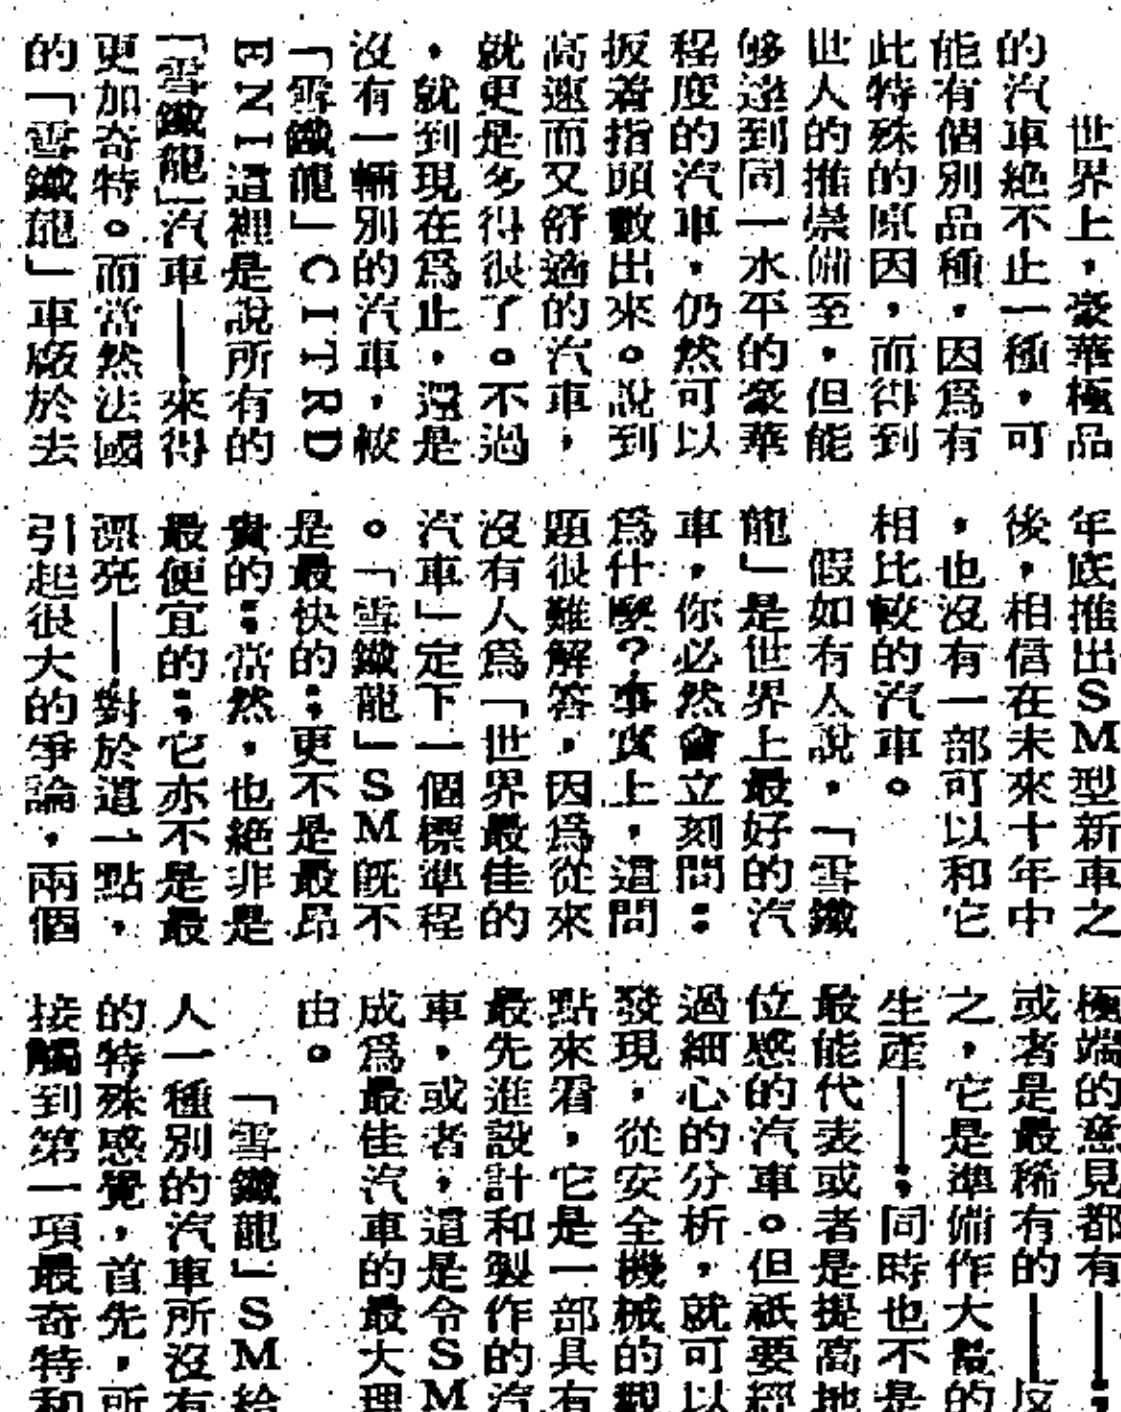 世界上，豪華極品
的汽車絶不止一種，可
能有個別品種，因爲有
此特殊的原因，而得到
世人的推崇備至，但能
够達到同一水平的豪華
程度的汽車，仍然可以
扳着指頭數出來。說到
高速而又舒適的汽車，
就更是多得很了。不過
，就到現在爲止，還是
沒有一輛別的汽車，較
「雪鐵龍」CITRD
ENI這裡是說所有的
「雪鐵龍」汽車——來得
更加奇特。而當然法國
的「雪鐵龍」車廠於去
年底推出SM型新車之
後，相信在未來十年中
，也沒有一部可以和它
相比較的汽車。
假如有人說，「雪鐵
龍」是世界上最好的汽
車，你必然會立刻問：
爲什麽？事實上，這問
題很難解答，因爲從來
沒有人爲「世界最佳的
汽車」定下一個標準程
。「雪鐵龍」SM旣不
是最快的；更不是最昂
貴的；當然，也絕非是
最便宜的；它亦不是最
漂亮——對於這一點，
引起很大的爭論，兩個
極端的意見都有——；
或者是最稀有的——反
之，它是準備作大量的
生產——；同時也不是
最能代表或者是提高地
位感的汽車。但祇要經
過細心的分析，就可以
發現，從安全機械的觀
點來看，它是一部具有
最先進設計和製作的汽
車，或者，這是令SM
成爲最佳汽車的最大理
由。
「雪鐵龍」SM給
人一種別的汽車所沒有
的特殊感覺，首先，所
接觸到第一項最奇特和